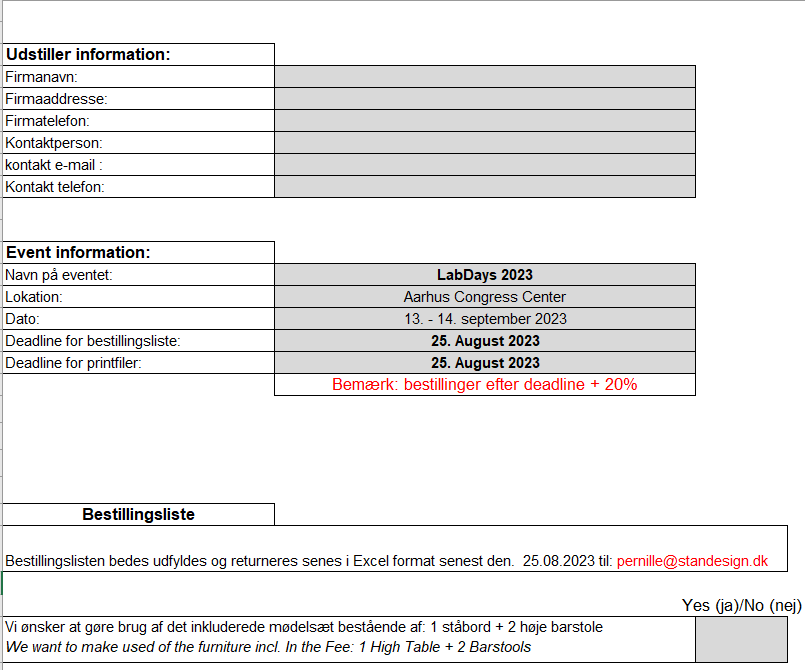 Udstiller information:
Firmanavn:
Firmaaddresse:
Firmatelefon:
Kontaktperson:
kontakt e-mail :
Kontakt telefon:
Event information:
Navn på eventet: LabDays 2023
Lokation: Aarhus Congress Center
Dato: 13. - 14. september 2023
Deadline for bestillingsliste: 25. August 2023
Deadline for printfiler: 25. August 2023
Bemærk: bestillinger efter deadline + 20%
Bestillingsliste
Bestillingslisten bedes udfyldes og returneres senes i Excel format senest den.  25.08.2023 til: pernille@standesign.dk
Yes (ja)/No (nej)
Vi ønsker at gøre brug af det inkluderede mødelsæt bestående af: 1 ståbord + 2 høje barstole
We want to make used of the furniture incl. In the Fee: 1 High Table + 2 Barstools